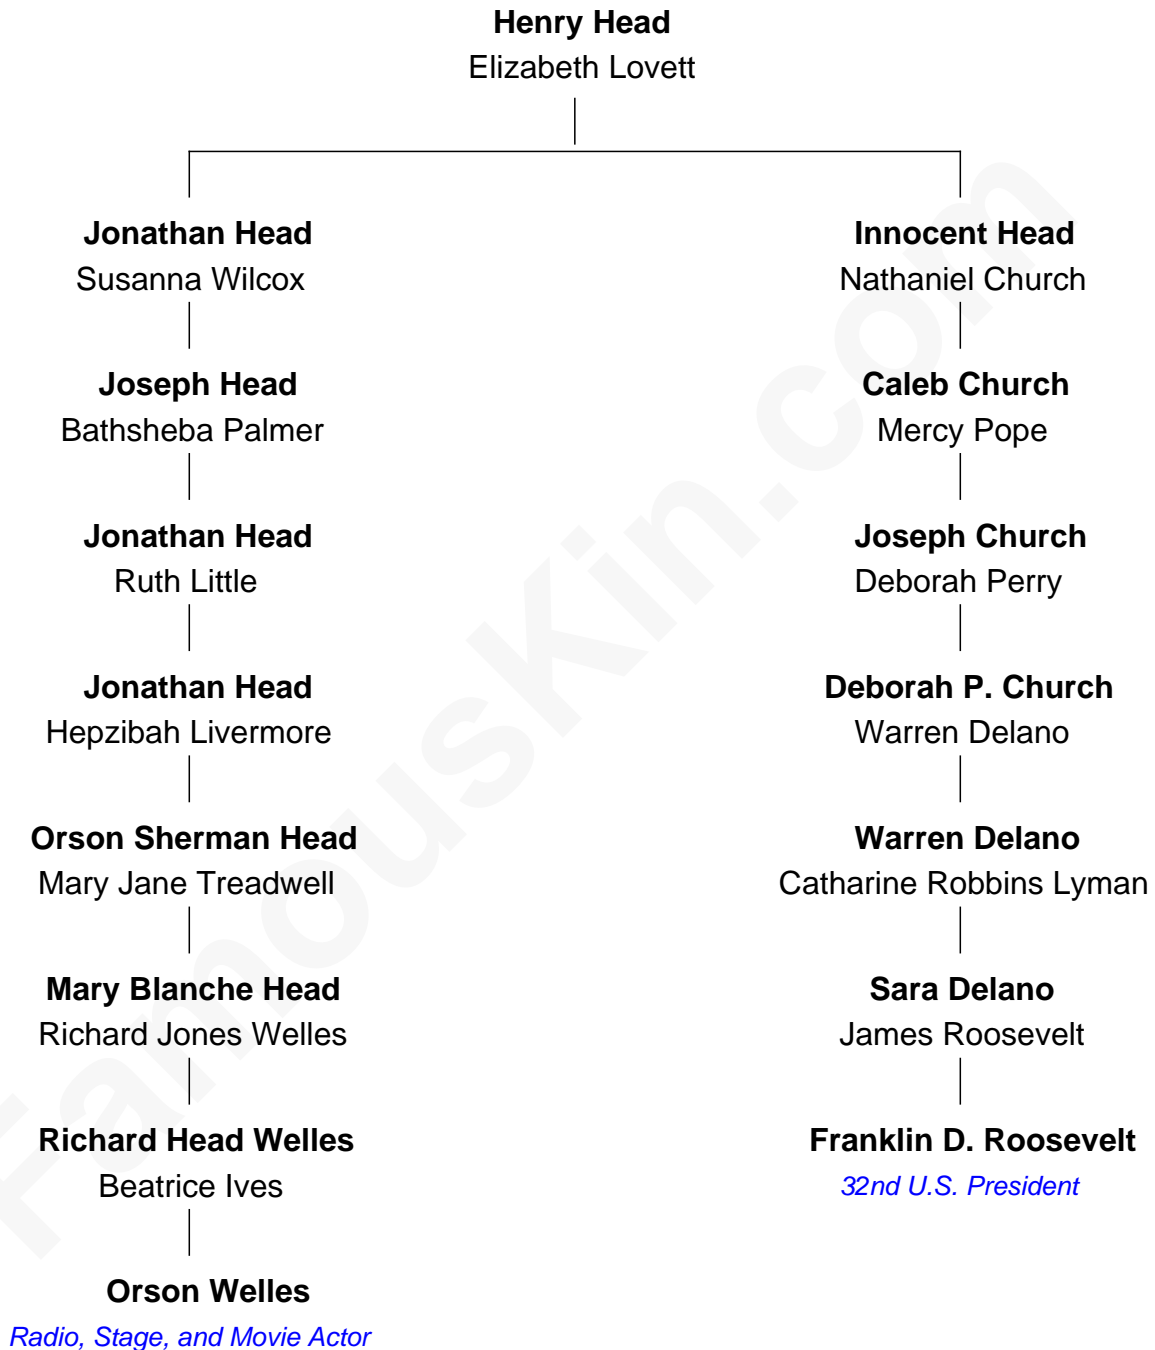 Henry Head
Elizabeth Lovett
Jonathan Head
Susanna Wilcox
Joseph Head
Bathsheba Palmer
Jonathan Head
Ruth Little
Jonathan Head
Hepzibah Livermore
Orson Sherman Head
Mary Jane Treadwell
Mary Blanche Head
Richard Jones Welles
Richard Head Welles
Beatrice Ives
Orson Welles
Radio, Stage, and Movie Actor
Innocent Head
Nathaniel Church
Caleb Church
Mercy Pope
Joseph Church
Deborah Perry
Deborah P. Church
Warren Delano
Warren Delano
Catharine Robbins Lyman
Sara Delano
James Roosevelt
Franklin D. Roosevelt
32nd U.S. President
FamousKin.com